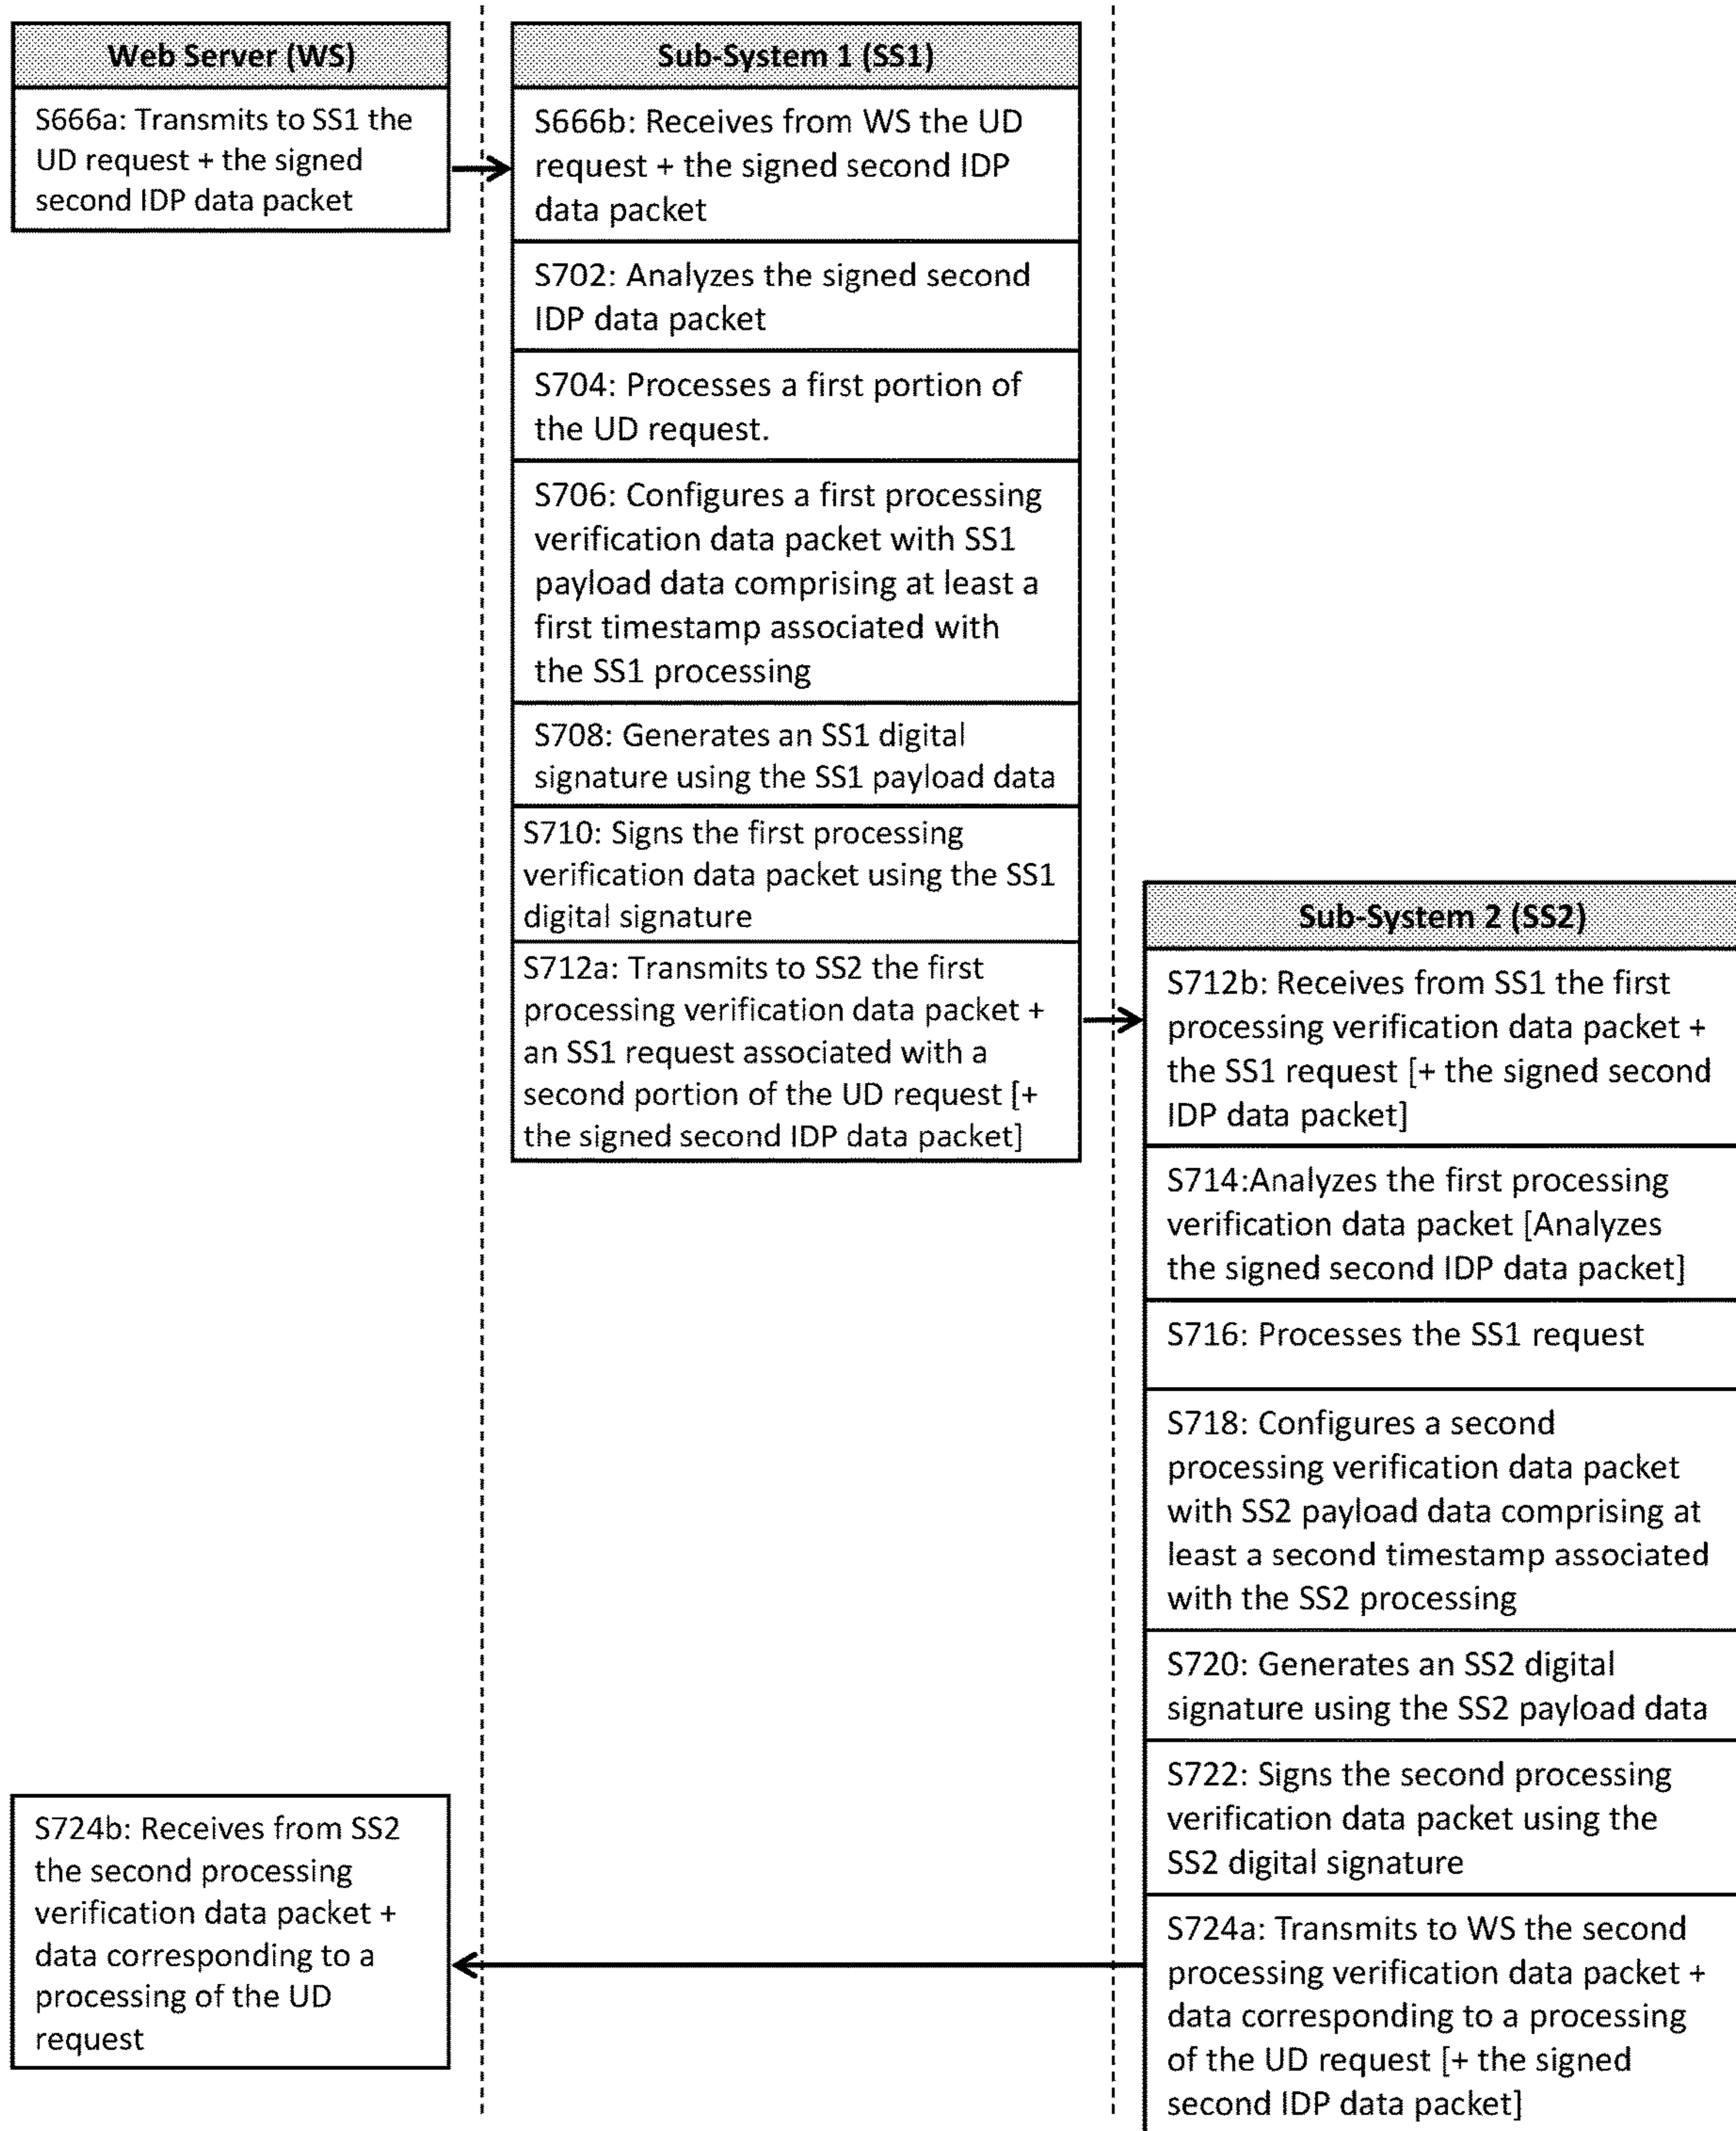 Web Server (WS)
S666a: Transmits to SS1 the
UD request + the signed
second IDP data packet
Sub-System 1 (SS1)
S666b: Receives from WS the UD
request + the signed second IDP
data packet
S702: Analyzes the signed second
IDP data packet
S704: Processes a first portion of
the UD request.
S706: Configures a first processing
verification data packet with SS1
payload data comprising at least a
first timestamp associated with
the SS1 processing
S708: Generates an SS1 digital
signature using the SS1 payload data
S710: Signs the first processing
verification data packet using the SS1
digital signature
S712a: Transmits to SS2 the first
processing verification data packet +
an SS1 request associated with a
second portion of the UD request [+
the signed second IDP data packet]
Sub-System 2 (SS2)
S712b: Receives from SS1 the first
processing verification data packet +
the SS1 request [+ the signed second
IDP data packet]
S714:Analyzes the first processing
verification data packet [Analyzes
the signed second IDP data packet]
S716: Processes the SS1 request
S718: Configures a second
processing verification data packet
with SS2 payload data comprising at
least a second timestamp associated
with the SS2 processing
S720: Generates an SS2 digital
signature using the SS2 payload data
S722: Signs the second processing
verification data packet using the
SS2 digital signature
S724a: Transmits to WS the second
processing verification data packet +
data corresponding to a processing
of the UD request [+ the signed
second IDP data packet]
S724b: Receives from SS2
the second processing
verification data packet +
data corresponding to a
processing of the UD
request